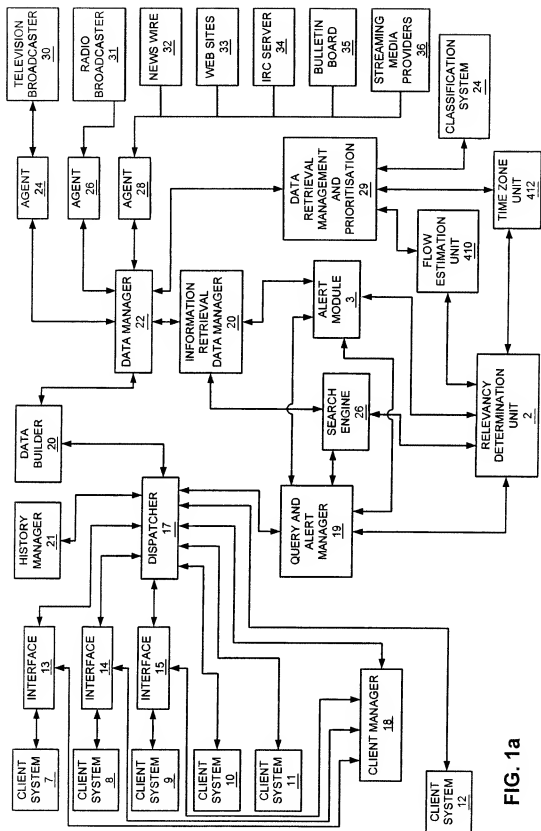 TELEVISION
BROADCASTER
30
RADIO
BROADCASTER
31
NEWS WIRE
32
WEB SITES
33
IRC SERVER
34
BULLETIN
BOARD
35
STREAMING
MEDIA
PROVIDERS
36
CLASSIFICATION
SYSTEM
24
AGENT
24
AGENT
26
AGENT
28
DATA
RETRIEVAL
MANAGEMENT
AND
PRIORITISATION
29
TIME ZONE
UNIT
412
FLOW
ESTIMATION
UNIT
410
DATA MANAGER
22
INFORMATION
RETRIEVAL
DATA MANAGER
20
ALERT
MODULE
3
DATA
BUILDER
20
SEARCH
ENGINE
26
RELEVANCY
DETERMINATION
UNIT
2
HISTORY
MANAGER
21
DISPATCHER
17
QUERY AND
ALERT
MANAGER
19
INTERFACE
13
INTERFACE
14
INTERFACE
15
CLIENT
SYSTEM
7
CLIENT
SYSTEM
8
CLIENT
SYSTEM
9
CLIENT
SYSTEM
10
CLIENT
SYSTEM
11
CLIENT MANAGER
18
CLIENT
SYSTEM
12
FIG. 1a